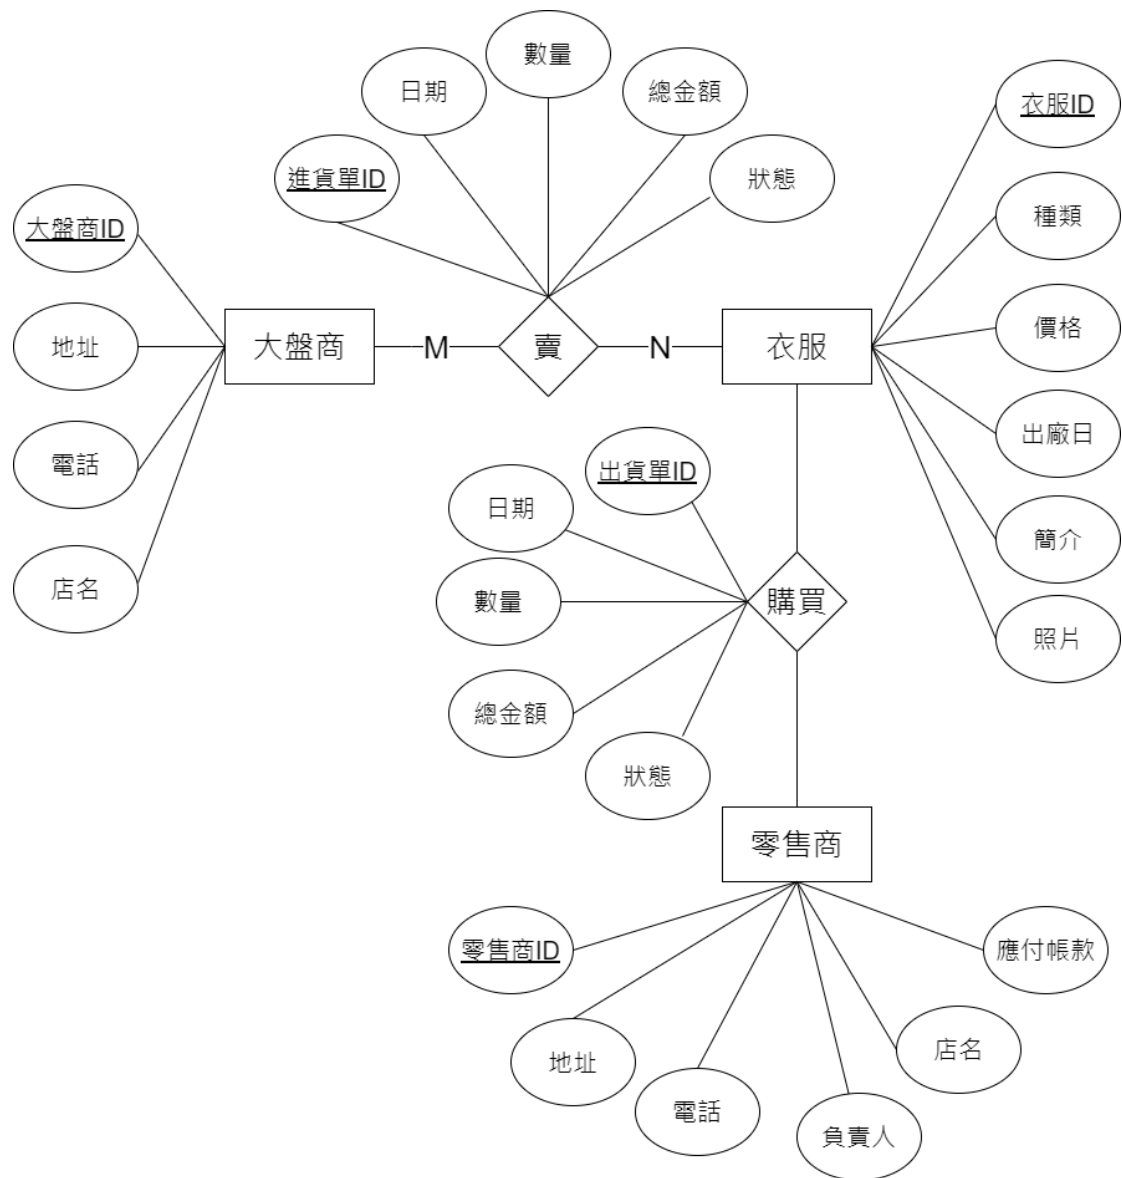 數量
日期
總金額
衣服ID
進貨單ID
狀態
大盤商ID
種類
地址
大盤商
M
賣
N
衣服
價格
電話
出貨單ID
出廠日
日期
簡介
店名
數量
購買
照片
總金額
狀態
零售商
零售商ID
應付帳款
地址
店名
電話
負責人